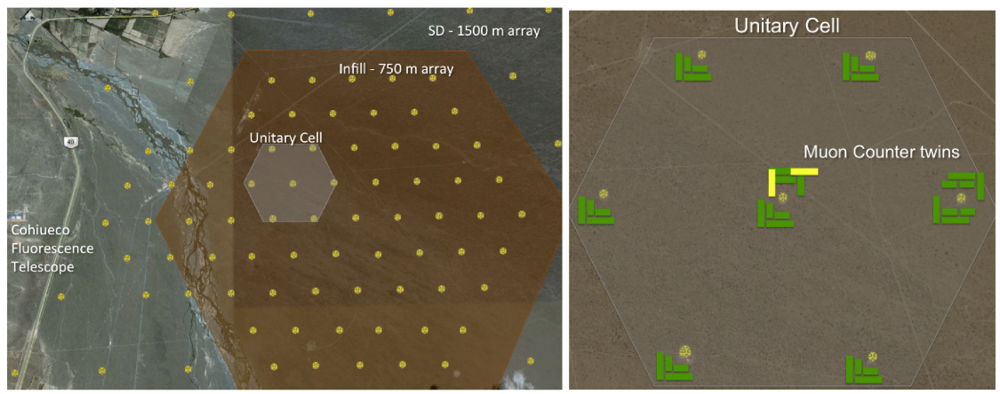 SD - 1500 m array
Infill - 750 m array
Unitary Cell
40
Cohiueco
Fluorescence
Telescope
Unitary Cell
Muon Counter twins